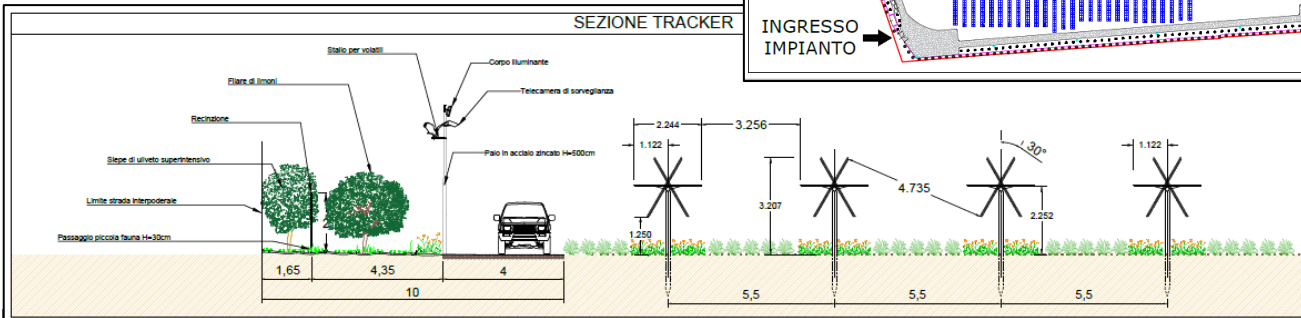 SEZIONE TRACKER
INGRESSO
IMPIANTO
Stallo per volatili
Corpo Illuminante
Filare di limoni
Telecamera di sorveglianza
Recinzione
Siepe di uliveto superintensivo
Palo in acciaio zincato H=500cm
Limite strada interpoderale
Passaggio piccola fauna H=30cm
2.244
3.256
1.122
30°
1.122
4.735
3.207
2.252
1.250
1,65
4,35
4
10
5,5
5,5
5,5